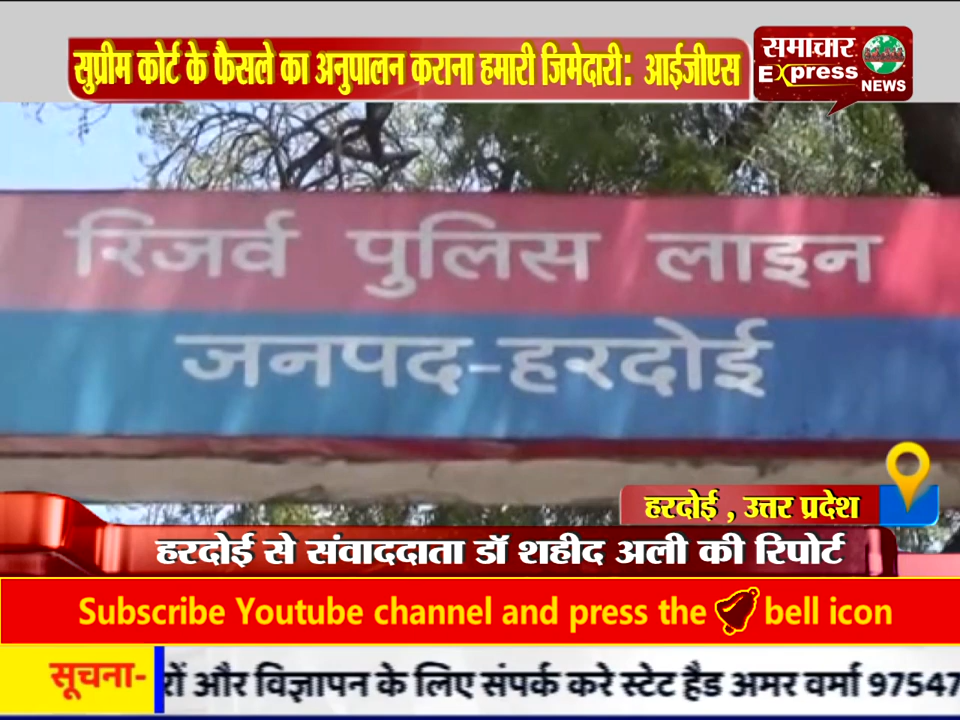 सुप्रीम कोर्ट के फैसले का अनुपालन कराना हमारी जिमेदारी: आईजीएस
समाचार
Express
NEWS
रिजर्व पुलिस लाइन
जनपद-हरदोई
हरदोई , उत्तर प्रदेश
हरदोई से संवाददाता डॉ शहीद अली की रिपोर्ट
Subscribe Youtube channel and press the bell icon
सूचना- रों और विज्ञापन के लिए संपर्क करे स्टेट हैड अमर वर्मा 97547